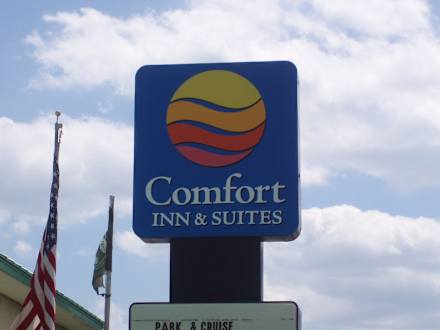 Comfort
INN & SUITES
PARK & CRUISE